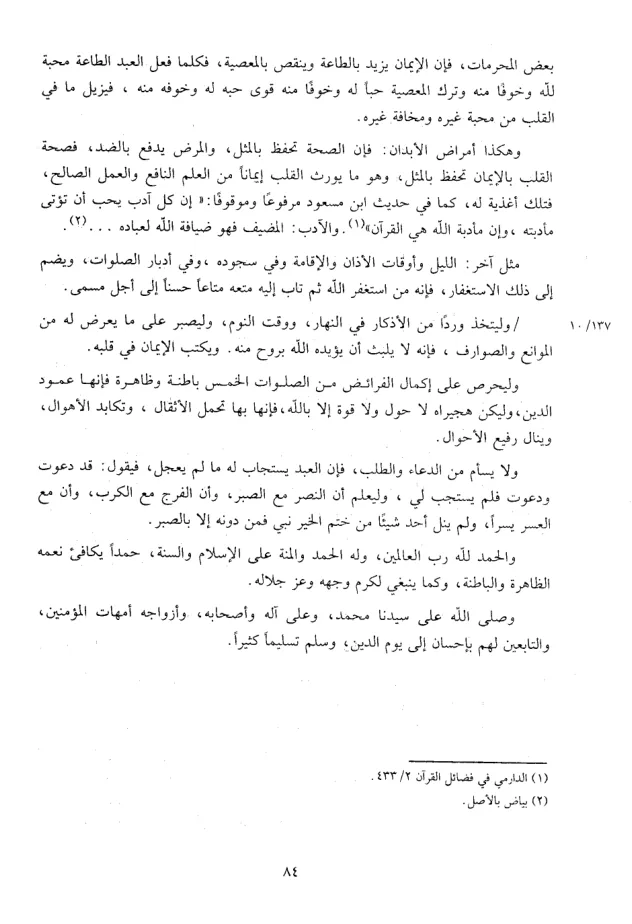 بعض المحرمات، فإن الإيمان يزيد بالطاعة وينقص بالمعصية، فكلما فعل العبد الطاعة محبة
لله وخوفًا منه وترك المعصية حباً له وخوفًا منه قوى حبه له وخوفه منه ، فيزيل ما في
القلب من محبة غيره ومخافة غيره.
وهكذا أمراض الأبدان: فإن الصحة تحفظ بالمثل، والمرض يدفع بالضد، فصحة
القلب بالإيمان تحفظ بالمثل، وهو ما يورث القلب إيماناً من العلم النافع والعمل الصالح،
فتلك أغذية له، كما في حديث ابن مسعود مرفوعًا وموقوفًا: «إن كل آدب يحب أن تؤتى
مأدبته ،وإن مأدبة الله هي القرآن»(١).والآدب: المضيف فهو ضيافة الله لعباده ...(٢).
مثل آخر: الليل وأوقات الأذان والإقامة وفي سجوده ،وفي أدبار الصلوات، ويضم
إلى ذلك الاستغفار، فإنه من استغفر الله ثم تاب إليه متعه متاعاً حسناً إلى أجل مسمى.
١٠/١٣٧ / وليتخذ وردًا من الأذكار في النهار، ووقت النوم، وليصبر على ما يعرض له من
الموانع والصوارف ، فإنه لا يلبث أن يؤيده الله بروح منه. ويكتب الإيمان في قلبه.
وليحرص على إكمال الفرائض من الصلوات الخمس باطنة وظاهرة فإنها عمود
الدين،وليكن هجيراه لا حول ولا قوة إلا بالله،فإنها بها تحمل الأثقال ، وتكابد الأهوال،
وينال رفيع الأحوال.
ولا يسأم من الدعاء والطلب، فإن العبد يستجاب له ما لم يعجل، فيقول: قد دعوت
ودعوت فلم يستجب لي ، وليعلم أن النصر مع الصبر، وأن الفرج مع الكرب، وأن مع
العسر يسراً، ولم ينل أحد شيئًا من ختم الخير نبي فمن دونه إلا بالصبر.
والحمد لله رب العالمين، وله الحمد والمنة على الإسلام والسنة، حمداً يكافئ نعمه
الظاهرة والباطنة، وكما ينبغي لكرم وجهه وعز جلاله.
وصلى الله على سيدنا محمد، وعلى آله وأصحابه، وأزواجه أمهات المؤمنين،
والتابعين لهم بإحسان إلى يوم الدين، وسلم تسليماً كثيراً.
(١) الدارمي في فضائل القرآن ٢/ ٤٣٣ .
(٢) بياض بالأصل.
٨٤